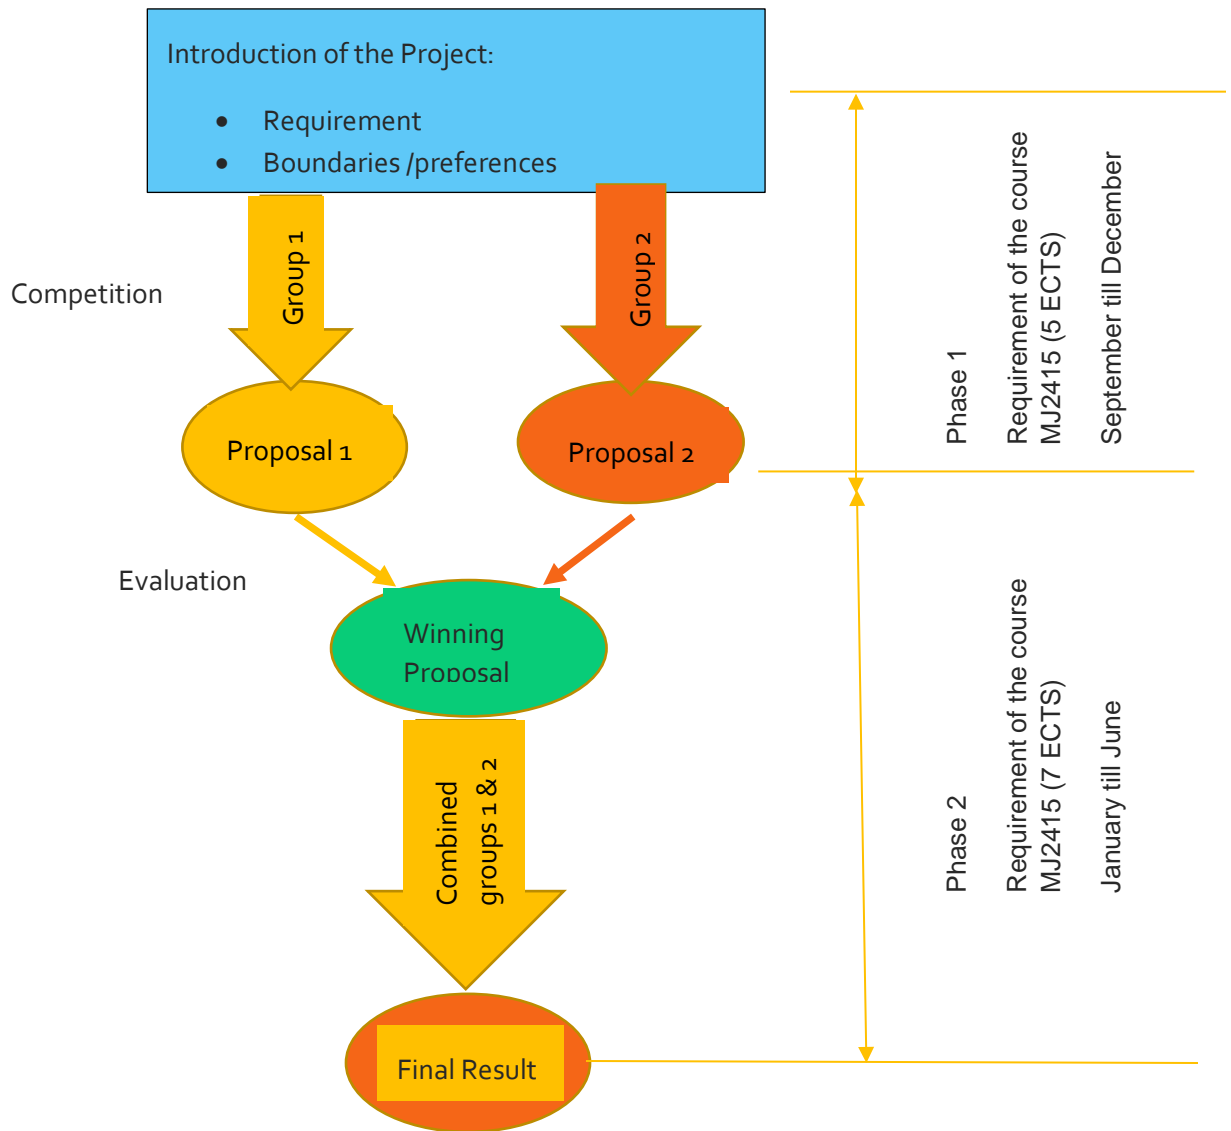 Introduction of the Project:
• Requirement
• Boundaries /preferences
Competition
Group 1
Group 2
Proposal 1
Proposal 2
Evaluation
Winning
Proposal
Combined
groups 1 & 2
Final Result
Phase 1
Requirement of the course
MJ2415 (5 ECTS)
September till December
Phase 2
Requirement of the course
MJ2415 (7 ECTS)
January till June